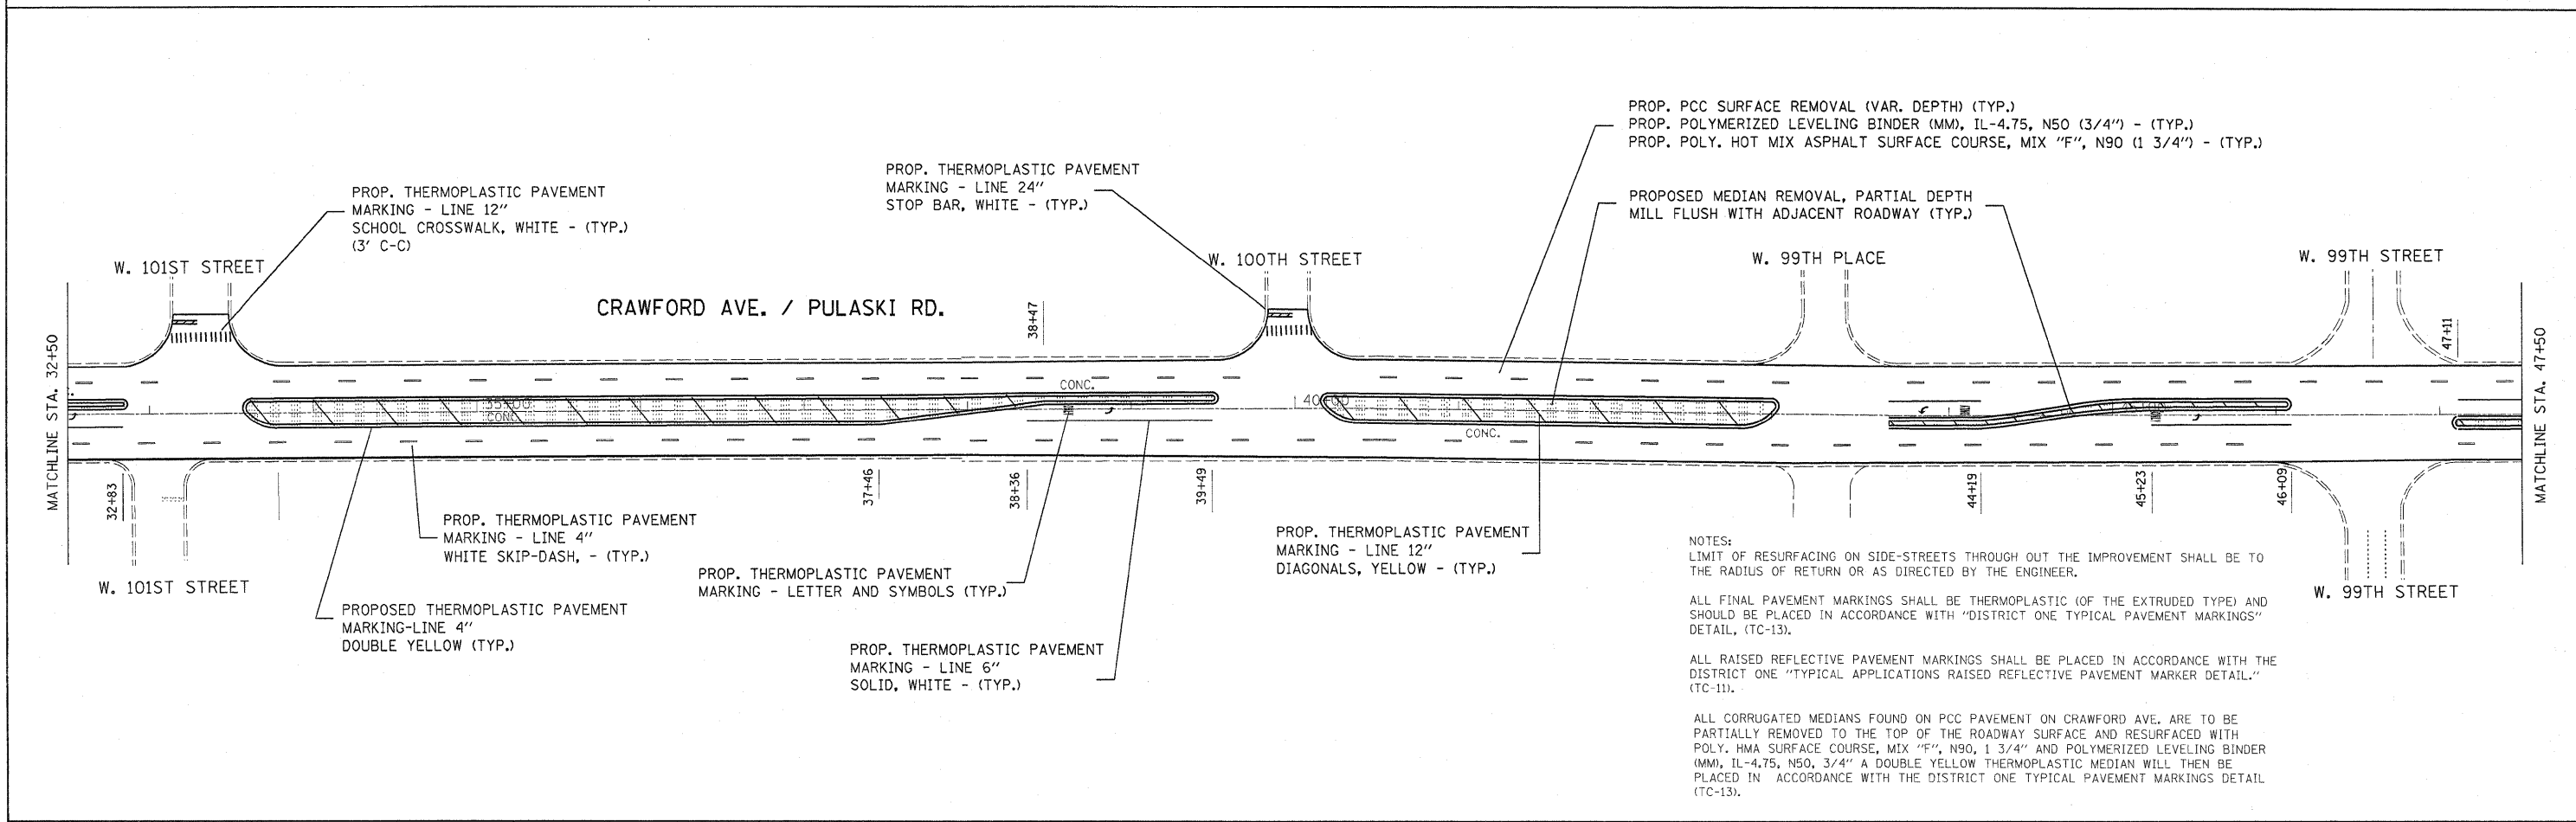 PROP. PCC SURFACE REMOVAL (VAR. DEPTH) (TYP.)
PROP. POLYMERIZED LEVELING BINDER (MM), IL-4.75, N50 (3/4") - (TYP.)
PROP. POLY. HOT MIX ASPHALT SURFACE COURSE, MIX "F", N90 (1 3/4") - (TYP.)
PROP. THERMOPLASTIC PAVEMENT
MARKING - LINE 24"
STOP BAR, WHITE - (TYP.)
PROP. THERMOPLASTIC PAVEMENT
MARKING - LINE 12"
SCHOOL CROSSWALK, WHITE - (TYP.)
(3' C-C)
PROPOSED MEDIAN REMOVAL, PARTIAL DEPTH
MILL FLUSH WITH ADJACENT ROADWAY (TYP.)
W. 101ST STREET
W. 100TH STREET
W. 99TH PLACE
W. 99TH STREET
CRAWFORD AVE. / PULASKI RD.
38+47
47+11
MATCHLINE STA. 32+50
MATCHLINE STA. 47+50
CONC.
35+00
CONC.
40+00
CONC.
32+83
37+46
38+36
39+49
44+19
45+23
46+09
W. 101ST STREET
PROP. THERMOPLASTIC PAVEMENT
MARKING - LINE 4"
WHITE SKIP-DASH, - (TYP.)
PROPOSED THERMOPLASTIC PAVEMENT
MARKING-LINE 4"
DOUBLE YELLOW (TYP.)
PROP. THERMOPLASTIC PAVEMENT
MARKING - LETTER AND SYMBOLS (TYP.)
PROP. THERMOPLASTIC PAVEMENT
MARKING - LINE 6"
SOLID, WHITE - (TYP.)
PROP. THERMOPLASTIC PAVEMENT
MARKING - LINE 12"
DIAGONALS, YELLOW - (TYP.)
W. 99TH STREET
NOTES:
LIMIT OF RESURFACING ON SIDE-STREETS THROUGH OUT THE IMPROVEMENT SHALL BE TO
THE RADIUS OF RETURN OR AS DIRECTED BY THE ENGINEER.
ALL FINAL PAVEMENT MARKINGS SHALL BE THERMOPLASTIC (OF THE EXTRUDED TYPE) AND
SHOULD BE PLACED IN ACCORDANCE WITH "DISTRICT ONE TYPICAL PAVEMENT MARKINGS"
DETAIL, (TC-13).
ALL RAISED REFLECTIVE PAVEMENT MARKINGS SHALL BE PLACED IN ACCORDANCE WITH THE
DISTRICT ONE "TYPICAL APPLICATIONS RAISED REFLECTIVE PAVEMENT MARKER DETAIL."
(TC-11).
ALL CORRUGATED MEDIANS FOUND ON PCC PAVEMENT ON CRAWFORD AVE. ARE TO BE
PARTIALLY REMOVED TO THE TOP OF THE ROADWAY SURFACE AND RESURFACED WITH
POLY. HMA SURFACE COURSE, MIX "F", N90, 1 3/4" AND POLYMERIZED LEVELING BINDER
(MM), IL-4.75, N50, 3/4" A DOUBLE YELLOW THERMOPLASTIC MEDIAN WILL THEN BE
PLACED IN ACCORDANCE WITH THE DISTRICT ONE TYPICAL PAVEMENT MARKINGS DETAIL
(TC-13).